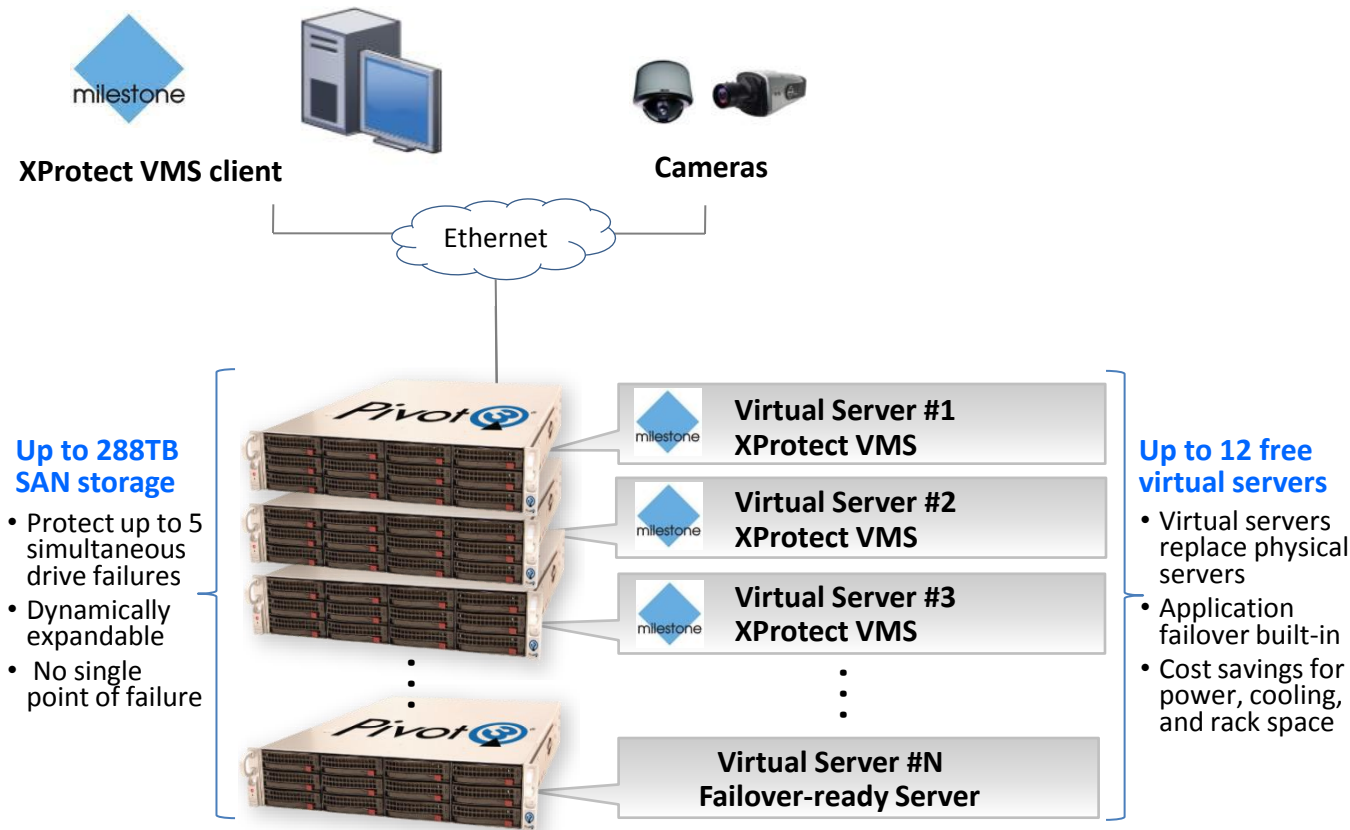 milestone
XProtect VMS client
Cameras
Ethernet
Up to 288TB
SAN storage
• Protect up to 5
simultaneous
drive failures
• Dynamically
expandable
• No single
point of failure
Pivot3
milestone
Virtual Server #1
XProtect VMS
milestone
Virtual Server #2
XProtect VMS
milestone
Virtual Server #3
XProtect VMS
Pivot3
Virtual Server #N
Failover-ready Server
Up to 12 free
virtual servers
• Virtual servers
replace physical
servers
• Application
failover built-in
• Cost savings for
power, cooling,
and rack space